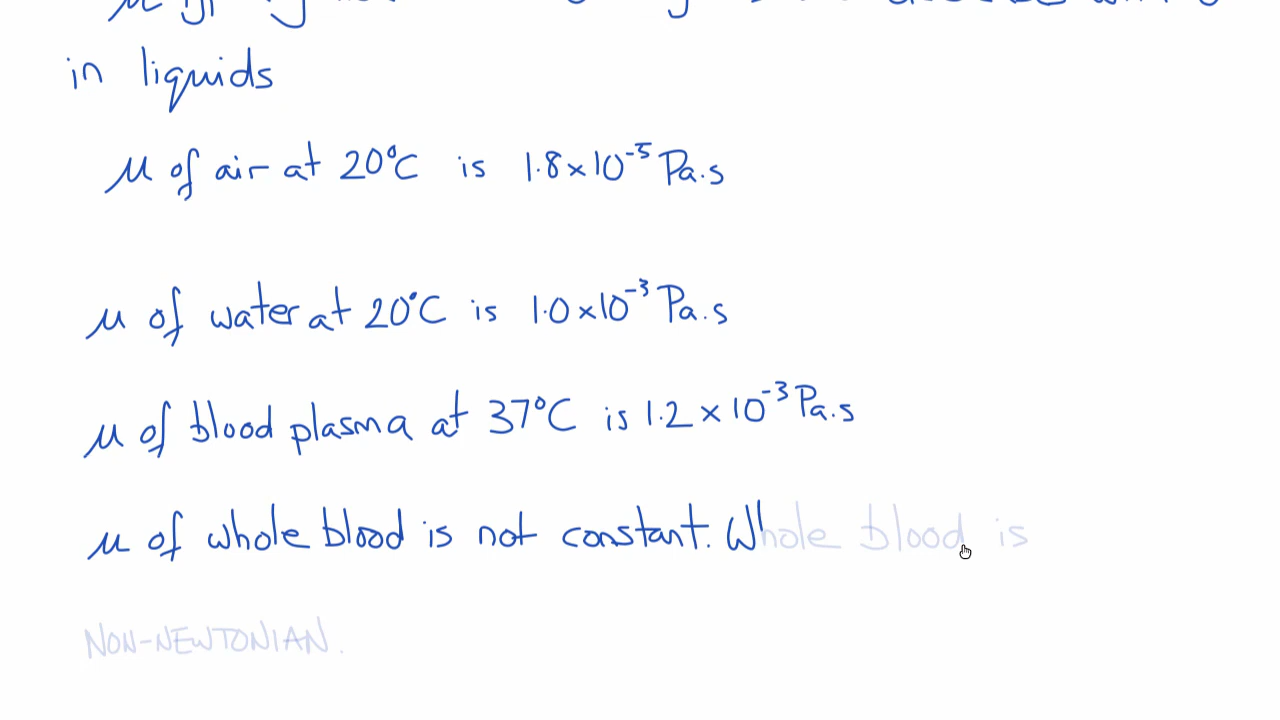 in liquids
μ of air at 20°C is 1.8×10⁻⁵ Pa.s
μ of water at 20°C is 1.0×10⁻³ Pa.s
μ of blood plasma at 37°C is 1.2×10⁻³ Pa.s
μ of whole blood is not constant. Whole blood is
NON-NEWTONIAN.